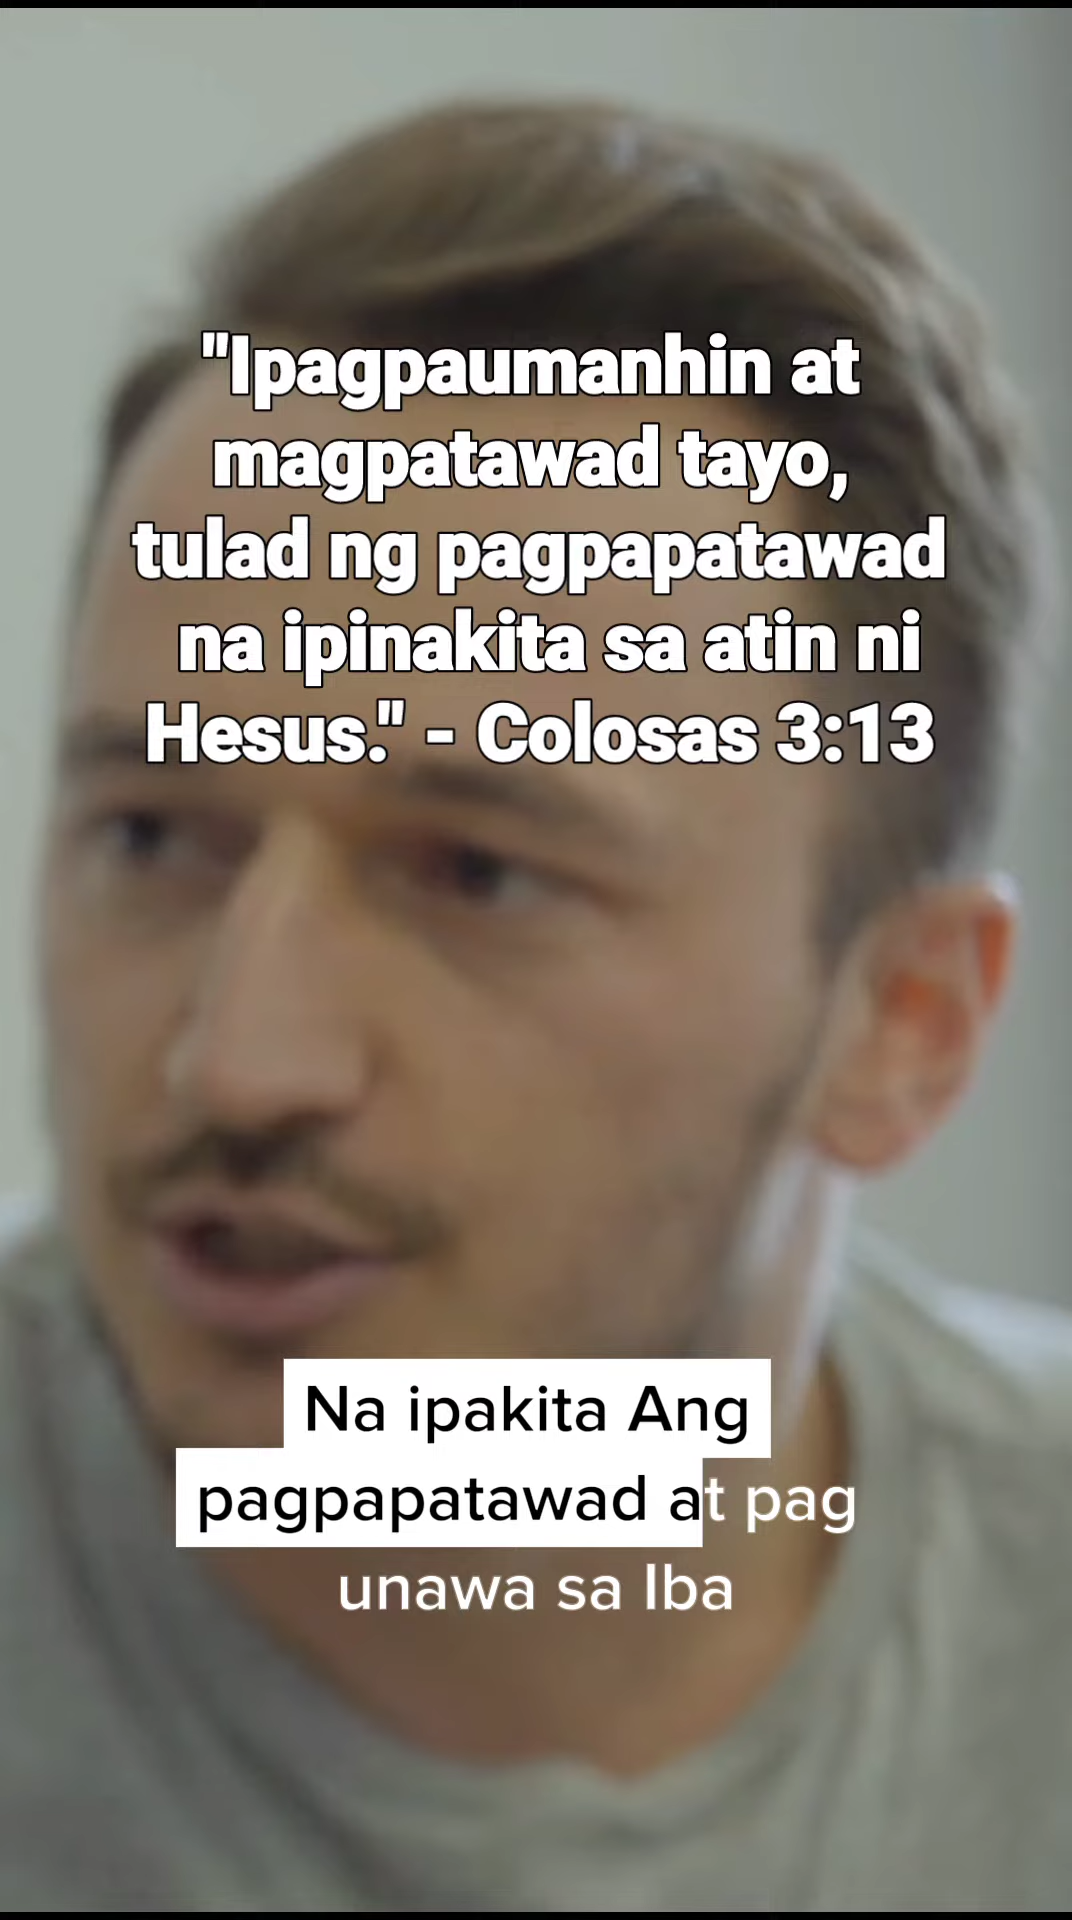 "Ipagpaumanhin at
magpatawad tayo,
tulad ng pagpapatawad
na ipinakita sa atin ni
Hesus." - Colosas 3:13
Na ipakita Ang
pagpapatawad at pag
unawa sa Iba